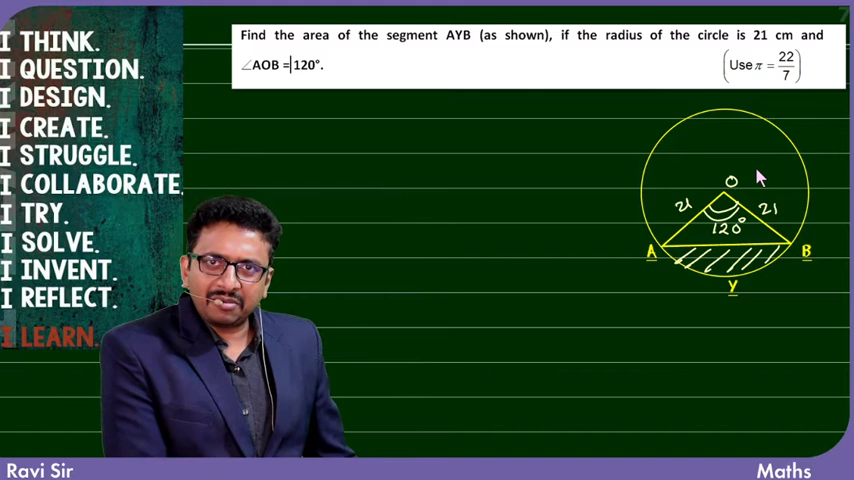 I THINK.
I QUESTION.
I DESIGN.
I CREATE.
I STRUGGLE.
I COLLABORATE.
I TRY.
I SOLVE.
I INVENT.
I REFLECT.
I LEARN.
Find the area of the segment AYB (as shown), if the radius of the circle is 21 cm and
∠AOB = 120°. (Use π = 22/7)
O
21 21
120°
A B
Y
Ravi Sir Maths